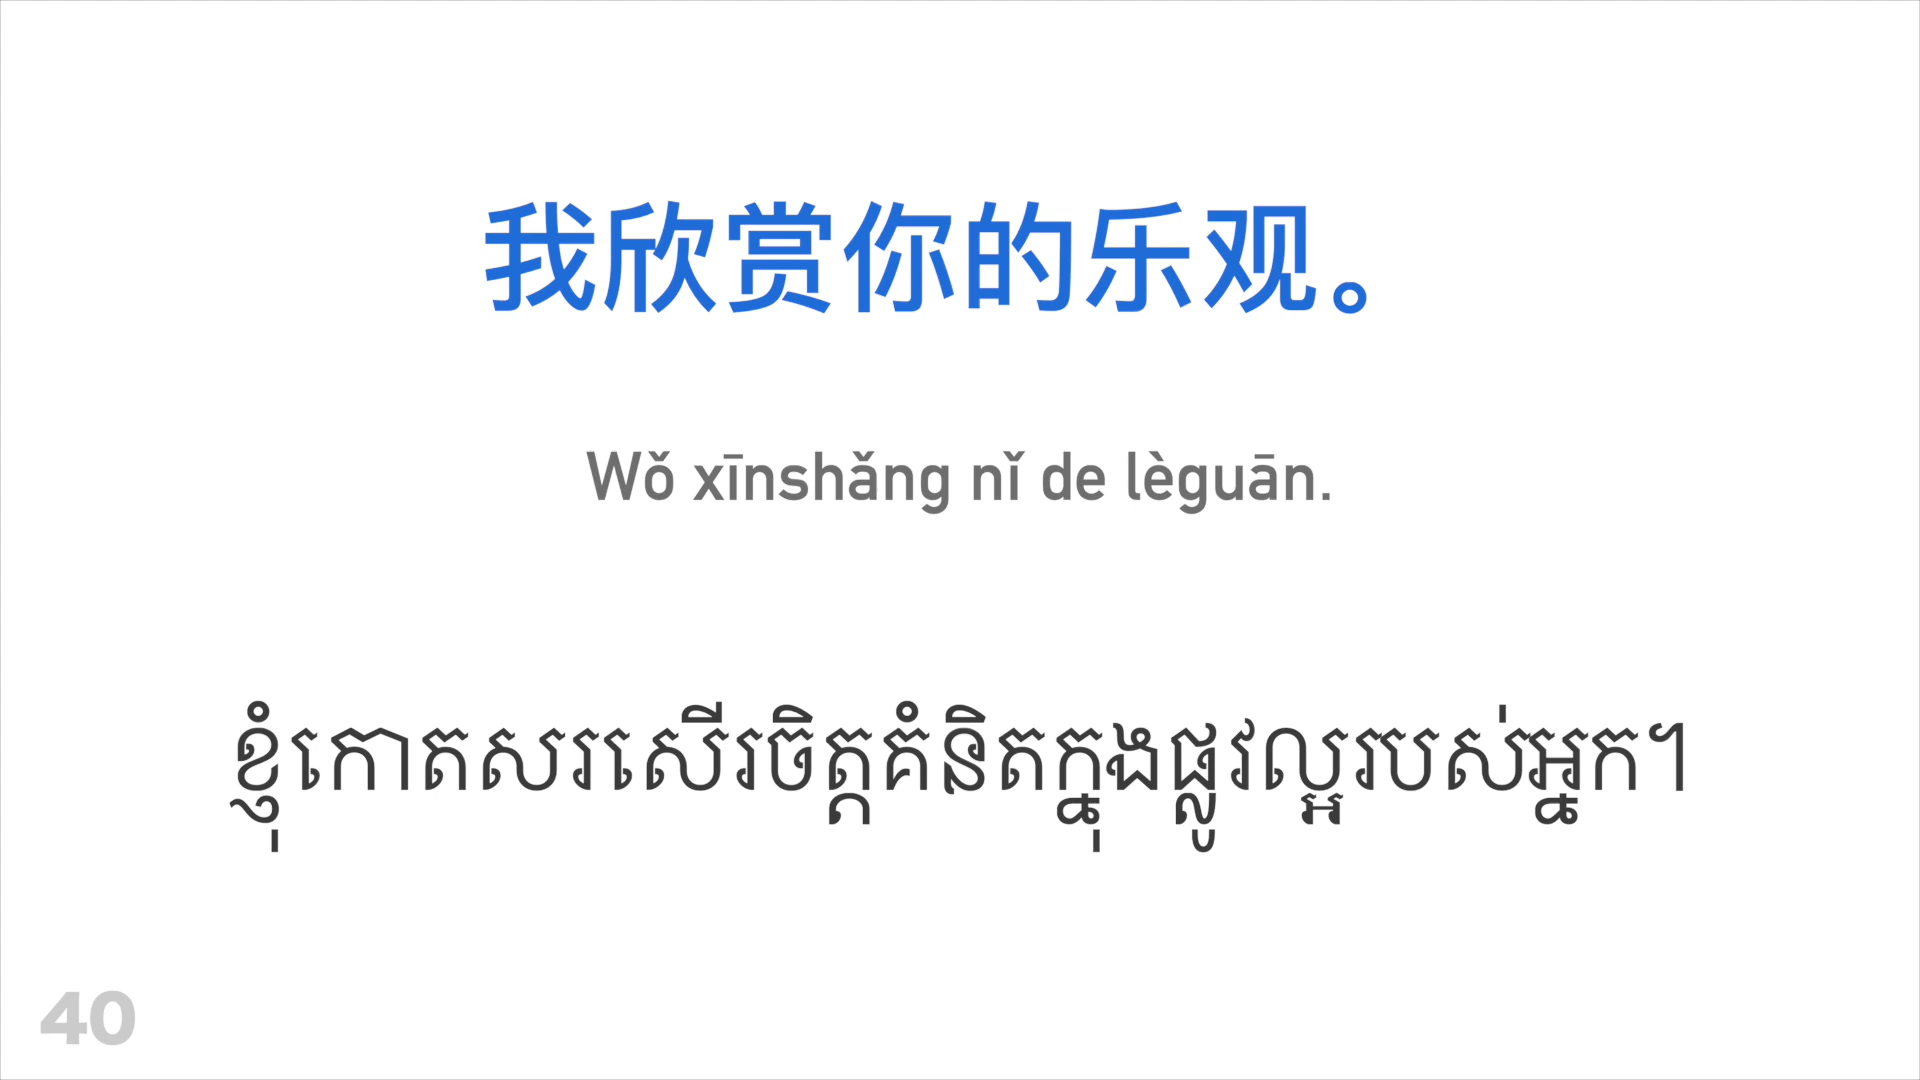 我欣赏你的乐观。
Wǒ xīnshǎng nǐ de lèguān.
ខ្ញុំកោតសរសើរចិត្តគំនិតក្នុងផ្លូវល្អរបស់អ្នក។
40